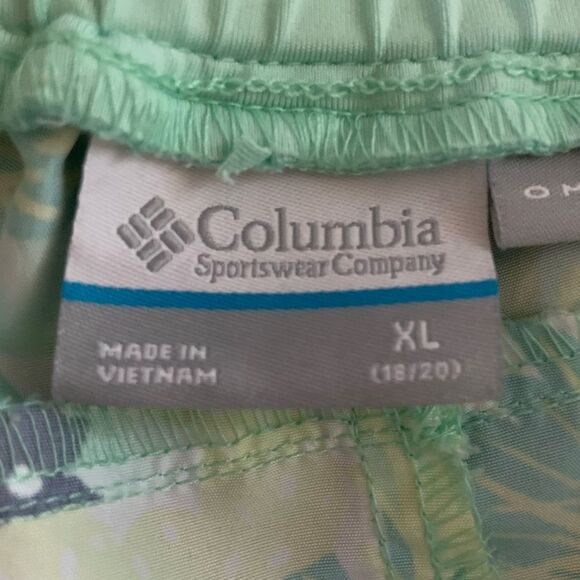 Columbia
Sportswear Company
MADE IN
VIETNAM
XL
(18/20)
O M